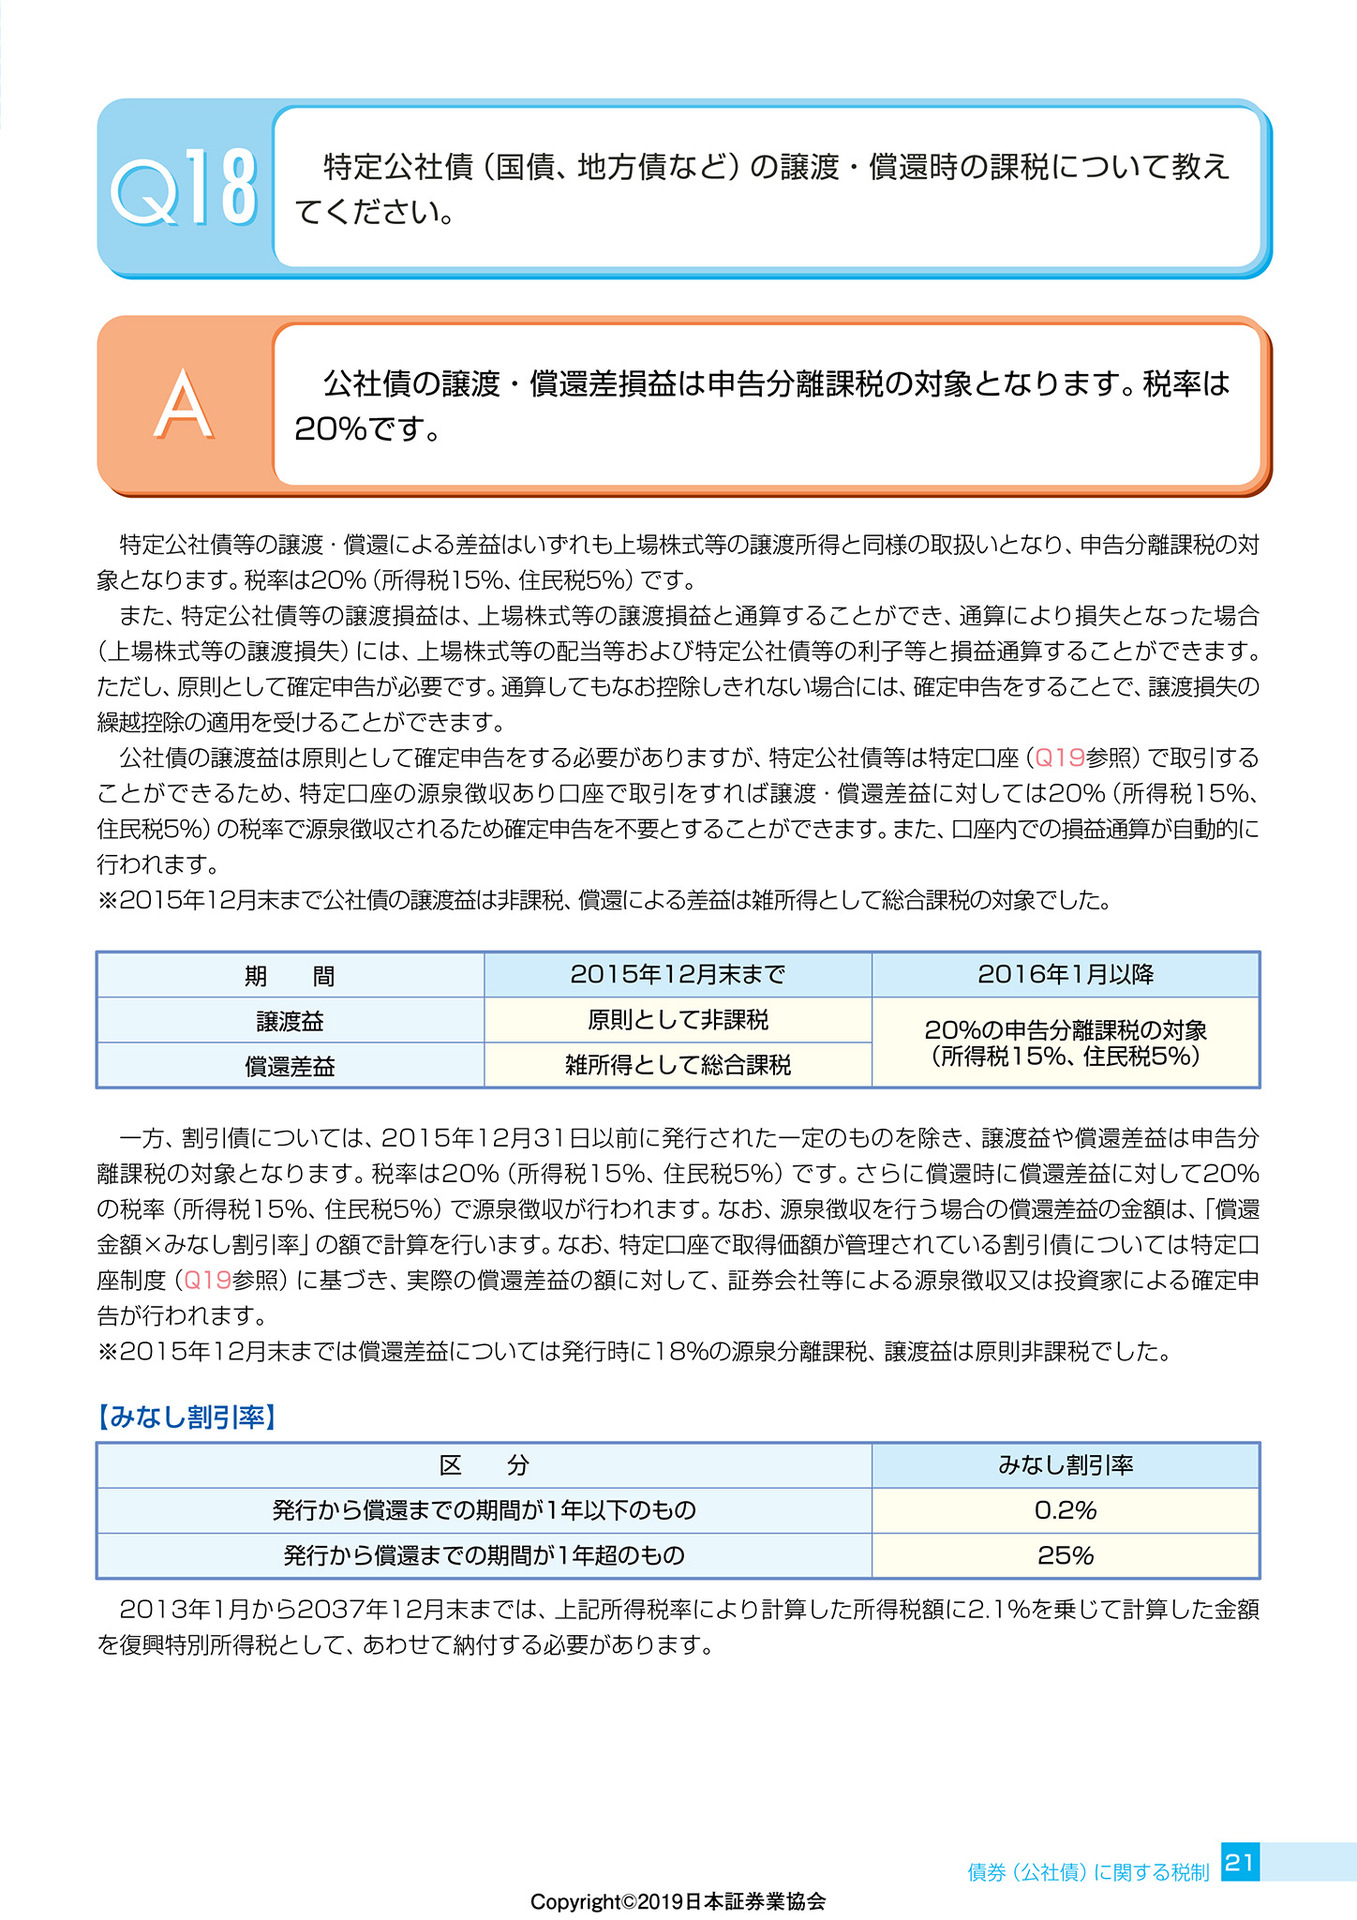 Q18
特定公社債（国債、地方債など）の譲渡・償還時の課税について教え
てください。
A
公社債の譲渡・償還差損益は申告分離課税の対象となります。税率は
20%です。
特定公社債等の譲渡・償還による差益はいずれも上場株式等の譲渡所得と同様の取扱いとなり、申告分離課税の対
象となります。税率は20%（所得税15%、住民税5%）です。
また、特定公社債等の譲渡損益は、上場株式等の譲渡損益と通算することができ、通算により損失となった場合
（上場株式等の譲渡損失）には、上場株式等の配当等および特定公社債等の利子等と損益通算することができます。
ただし、原則として確定申告が必要です。通算してもなお控除しきれない場合には、確定申告をすることで、譲渡損失の
繰越控除の適用を受けることができます。
公社債の譲渡益は原則として確定申告をする必要がありますが、特定公社債等は特定口座（Q19参照）で取引する
ことができるため、特定口座の源泉徴収あり口座で取引をすれば譲渡・償還差益に対しては20%（所得税15%、
住民税5%）の税率で源泉徴収されるため確定申告を不要とすることができます。また、口座内での損益通算が自動的に
行われます。
※2015年12月末まで公社債の譲渡益は非課税、償還による差益は雑所得として総合課税の対象でした。
期　間 2015年12月末まで 2016年1月以降
譲渡益 原則として非課税 20%の申告分離課税の対象
（所得税15%、住民税5%）
償還差益 雑所得として総合課税
一方、割引債については、2015年12月31日以前に発行された一定のものを除き、譲渡益や償還差益は申告分
離課税の対象となります。税率は20%（所得税15%、住民税5%）です。さらに償還時に償還差益に対して20%
の税率（所得税15%、住民税5%）で源泉徴収が行われます。なお、源泉徴収を行う場合の償還差益の金額は、「償還
金額×みなし割引率」の額で計算を行います。なお、特定口座で取得価額が管理されている割引債については特定口
座制度（Q19参照）に基づき、実際の償還差益の額に対して、証券会社等による源泉徴収又は投資家による確定申
告が行われます。
※2015年12月末までは償還差益については発行時に18%の源泉分離課税、譲渡益は原則非課税でした。
【みなし割引率】
区　分 みなし割引率
発行から償還までの期間が1年以下のもの 0.2%
発行から償還までの期間が1年超のもの 25%
2013年1月から2037年12月末までは、上記所得税率により計算した所得税額に2.1%を乗じて計算した金額
を復興特別所得税として、あわせて納付する必要があります。
債券（公社債）に関する税制 21
Copyright©2019日本証券業協会